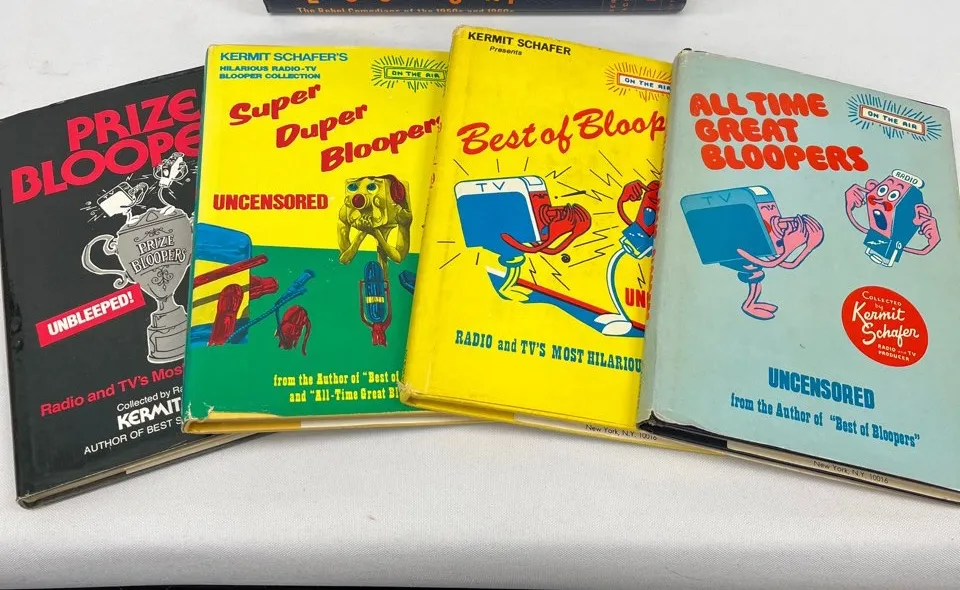 The Rebel Comedians of the 1950s and 1960s
PRIZE
BLOOPE
PRIZE
BLOOPERS
UNBLEEPED!
Radio and TV's Most
Collected by Ra
KERMIT
AUTHOR OF BEST S
KERMIT SCHAFER'S
HILARIOUS RADIO-TV
BLOOPER COLLECTION
ON THE AIR
Super
Duper
Bloopers
UNCENSORED
from the Author of "Best of
and "All-Time Great Bl
KERMIT SCHAFER
Presents
ON THE AIR
Best of Bloop
TV
UN
RADIO and TV'S MOST HILARIOU
New York, N.Y. 10016
ALL TIME
GREAT
BLOOPERS
ON THE AIR
TV
RADIO
Collected
by
Kermit
Schafer
RADIO and TV
PRODUCER
UNCENSORED
from the Author of "Best of Bloopers"
New York, N.Y. 10016